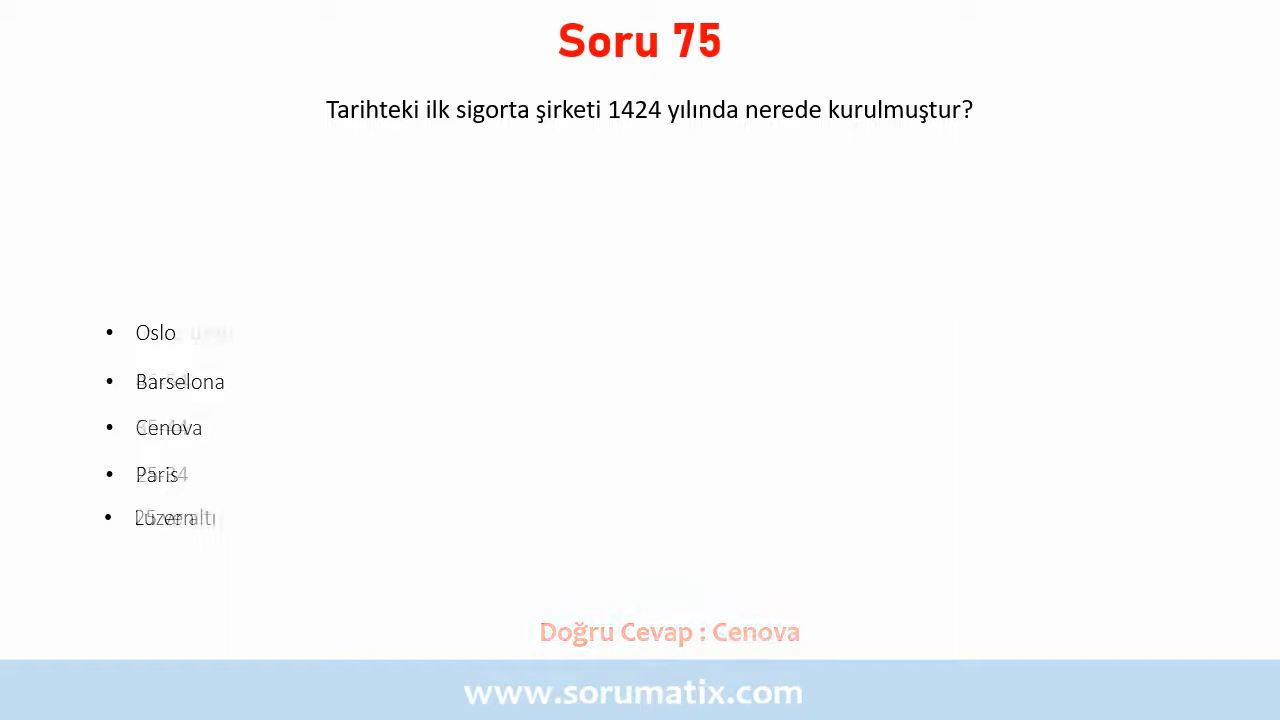 Soru 75
Tarihteki ilk sigorta şirketi 1424 yılında nerede kurulmuştur?
• Oslo
• Barselona
• Cenova
• Paris
Doğru Cevap : Cenova
www.sorumatix.com